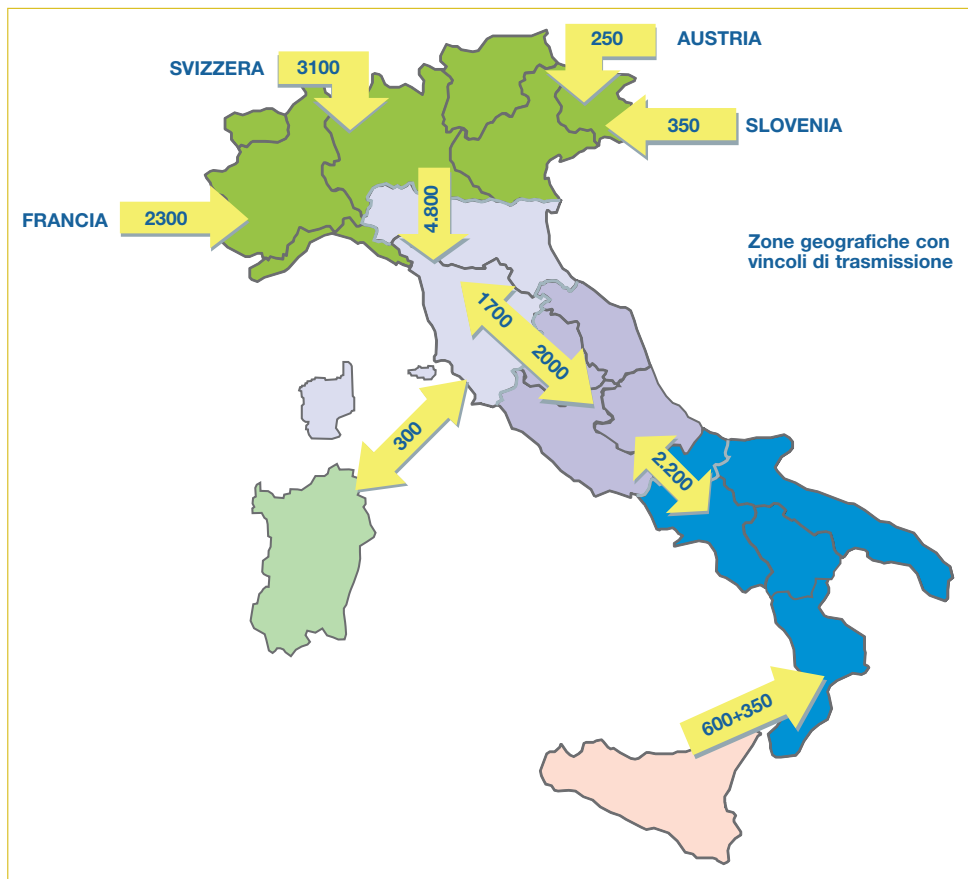 250
AUSTRIA
SVIZZERA
3100
350
SLOVENIA
4.800
FRANCIA
2300
Zone geografiche con
vincoli di trasmissione
1700
2000
300
2.200
600+350